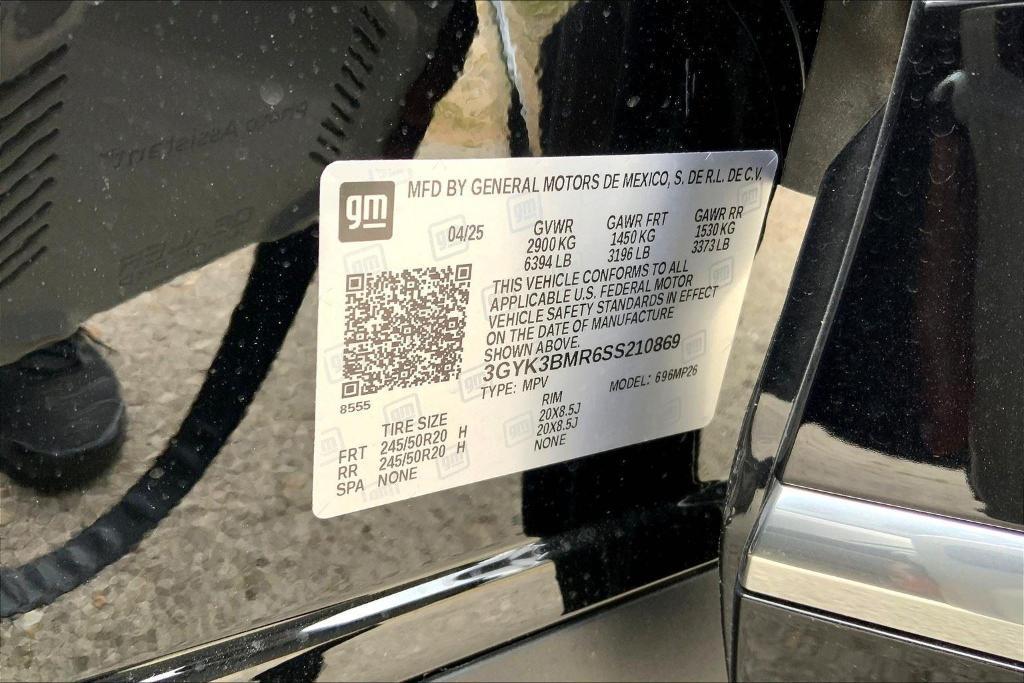 gm
MFD BY GENERAL MOTORS DE MEXICO, S. DE R.L. DE C.V.
04/25
GVWR GAWR FRT GAWR RR
2900 KG 1450 KG 1530 KG
6394 LB 3196 LB 3373 LB
THIS VEHICLE CONFORMS TO ALL
APPLICABLE U.S. FEDERAL MOTOR
VEHICLE SAFETY STANDARDS IN EFFECT
ON THE DATE OF MANUFACTURE
SHOWN ABOVE.
3GYK3BMR6SS210869
TYPE: MPV MODEL: 696MP26
8555
TIRE SIZE RIM
FRT 245/50R20 H 20X8.5J
RR 245/50R20 H 20X8.5J
SPA NONE NONE
Photo Assistant